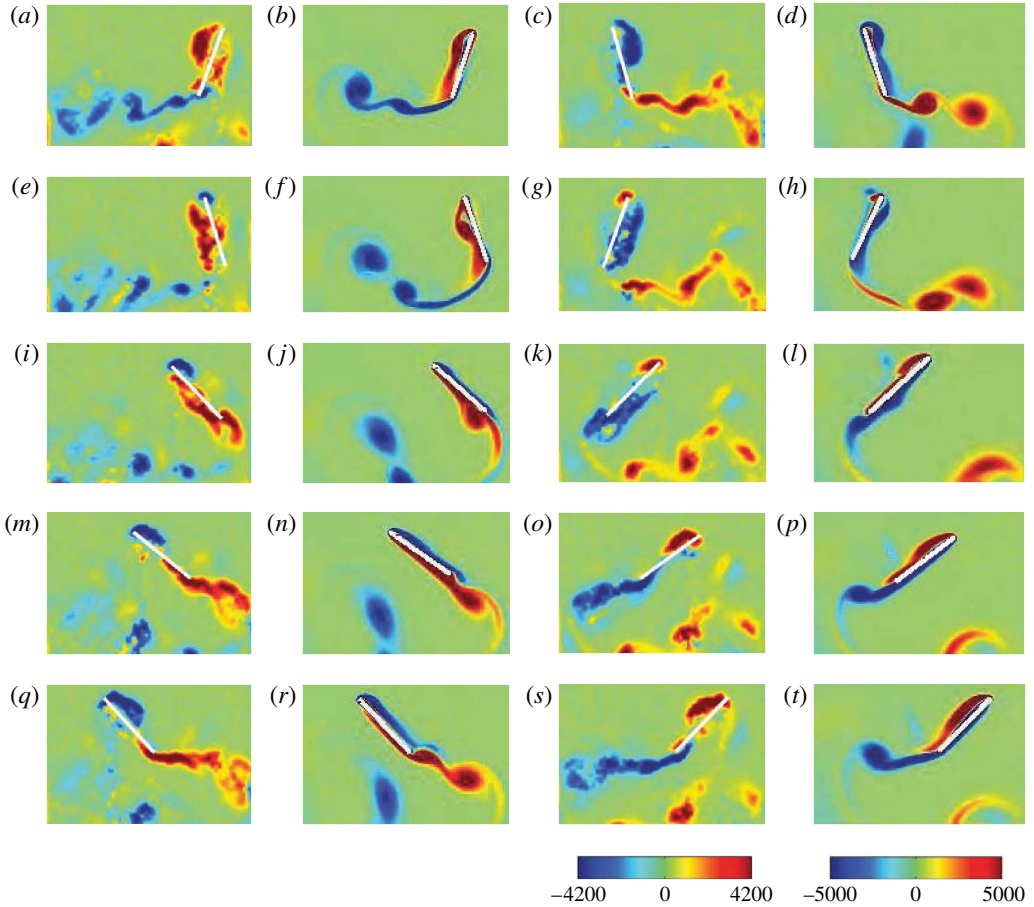 (a) (b) (c) (d)
(e) (f) (g) (h)
(i) (j) (k) (l)
(m) (n) (o) (p)
(q) (r) (s) (t)
−4200 0 4200 −5000 0 5000